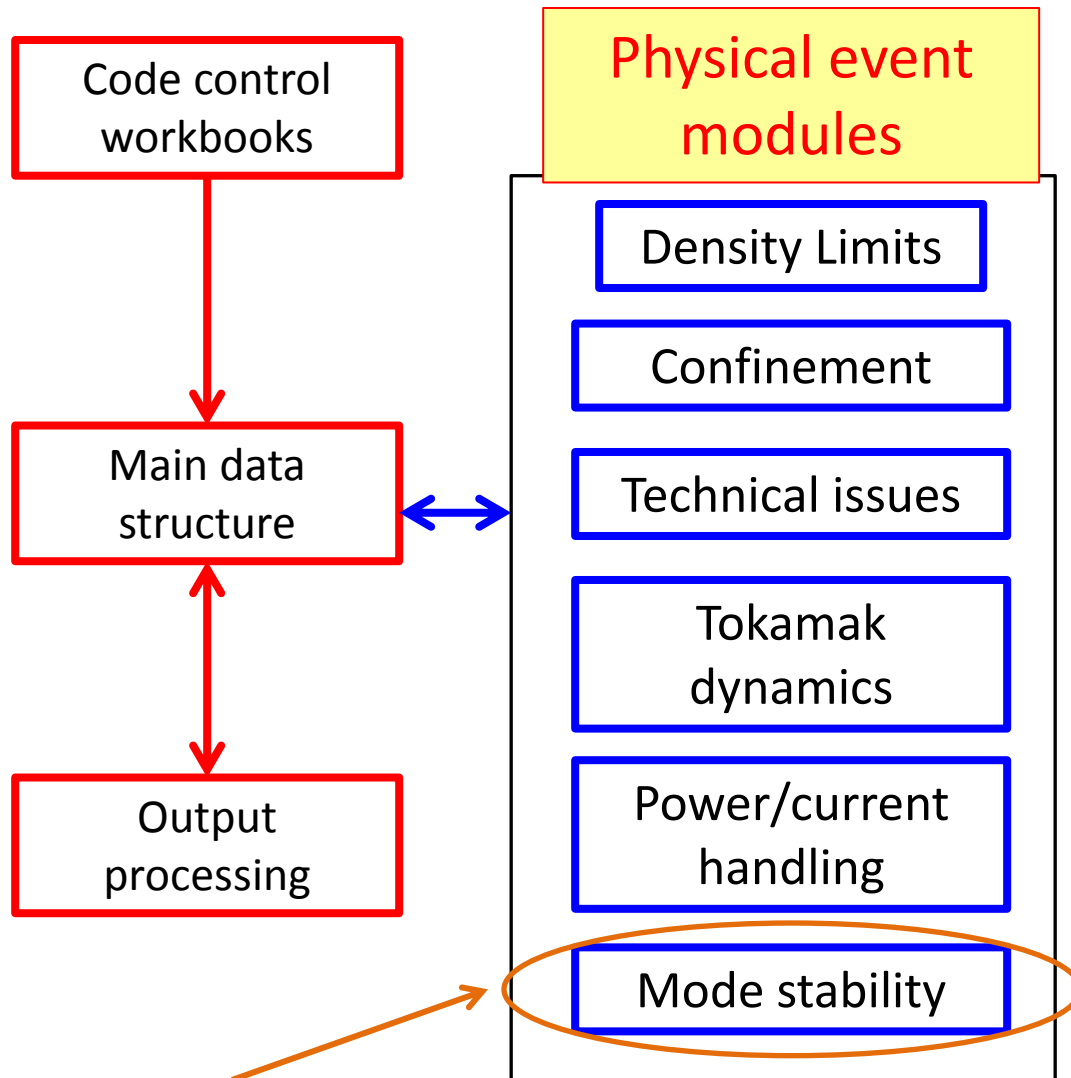 Code control
workbooks
Main data
structure
Output
processing
Physical event
modules
Density Limits
Confinement
Technical issues
Tokamak
dynamics
Power/current
handling
Mode stability